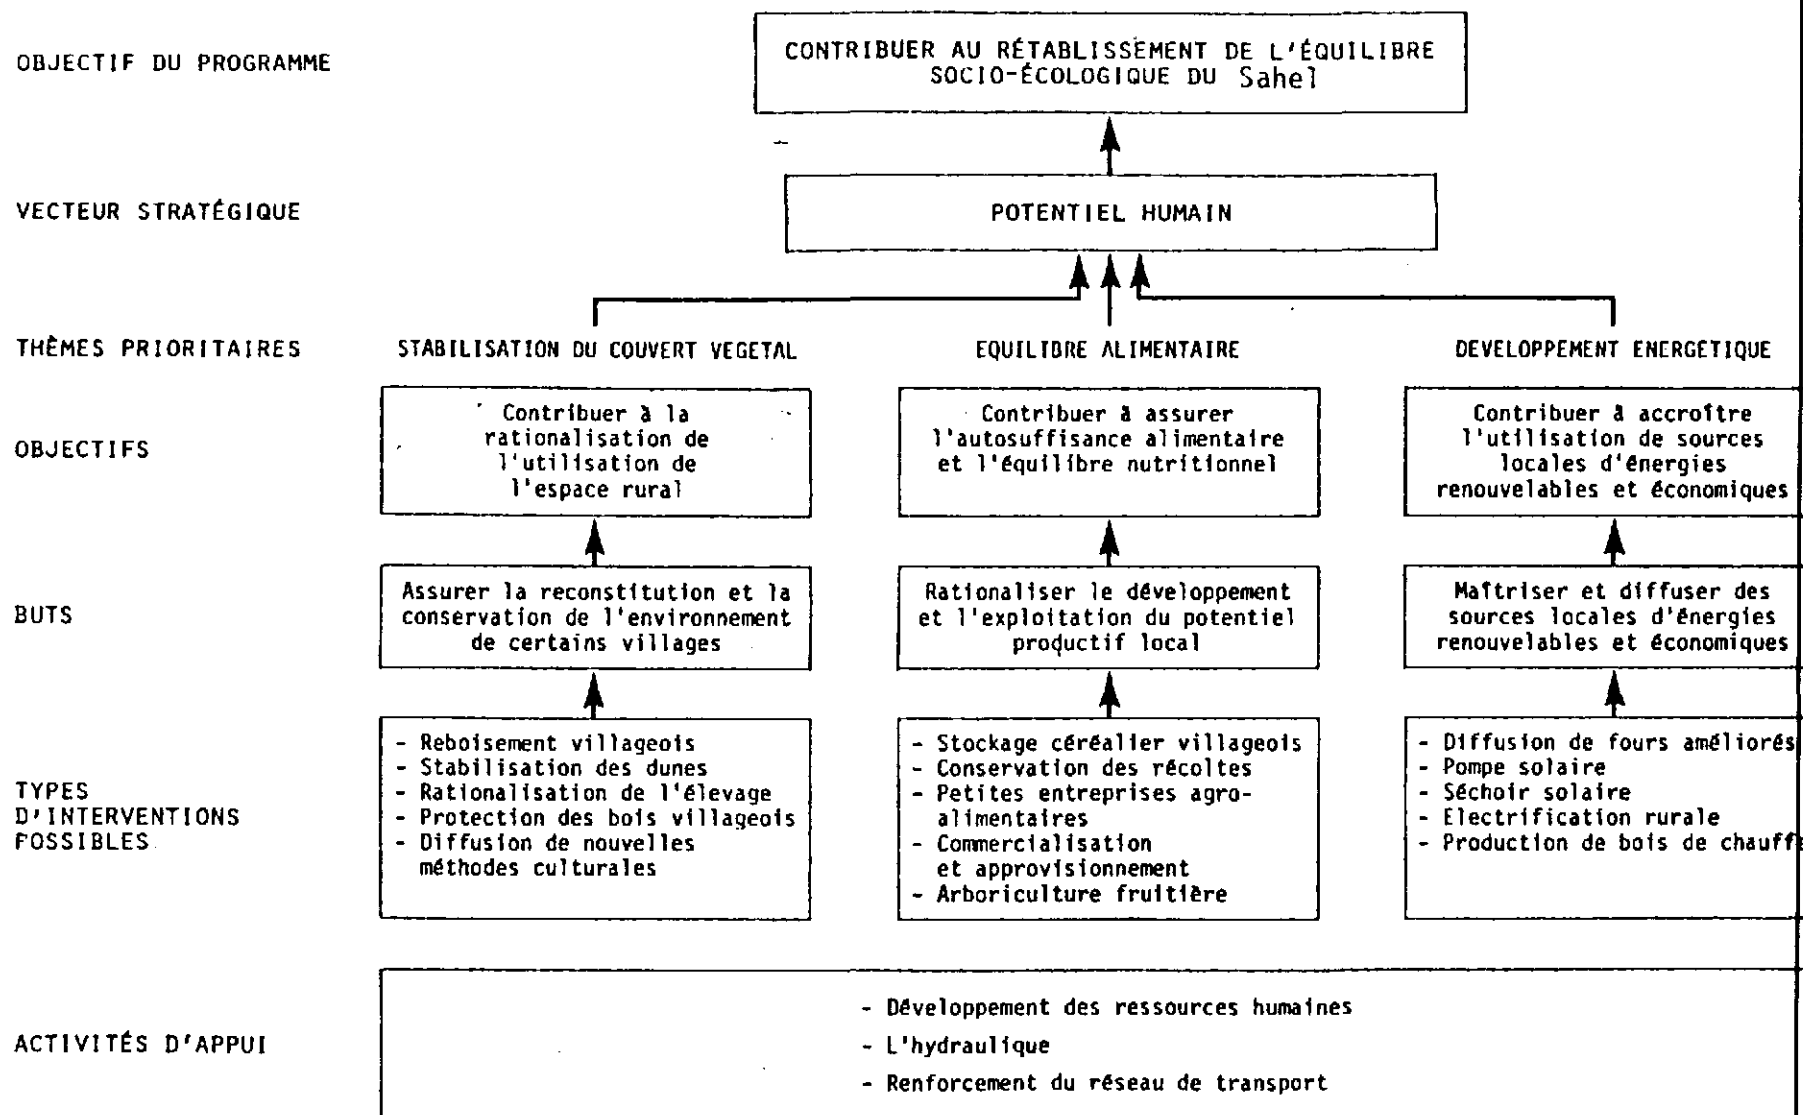 OBJECTIF DU PROGRAMME
CONTRIBUER AU RÉTABLISSEMENT DE L'ÉQUILIBRE
SOCIO-ÉCOLOGIQUE DU Sahel
VECTEUR STRATÉGIQUE
POTENTIEL HUMAIN
THÈMES PRIORITAIRES
STABILISATION DU COUVERT VEGETAL
EQUILIBRE ALIMENTAIRE
DEVELOPPEMENT ENERGETIQUE
OBJECTIFS
Contribuer à la
rationalisation de
l'utilisation de
l'espace rural
Contribuer à assurer
l'autosuffisance alimentaire
et l'équilibre nutritionnel
Contribuer à accroître
l'utilisation de sources
locales d'énergies
renouvelables et économiques
BUTS
Assurer la reconstitution et la
conservation de l'environnement
de certains villages
Rationaliser le développement
et l'exploitation du potentiel
productif local
Maîtriser et diffuser des
sources locales d'énergies
renouvelables et économiques
TYPES
D'INTERVENTIONS
POSSIBLES
- Reboisement villageois
- Stabilisation des dunes
- Rationalisation de l'élevage
- Protection des bois villageois
- Diffusion de nouvelles
méthodes culturales
- Stockage céréalier villageois
- Conservation des récoltes
- Petites entreprises agro-
alimentaires
- Commercialisation
et approvisionnement
- Arboriculture fruitière
- Diffusion de fours améliorés
- Pompe solaire
- Séchoir solaire
- Electrification rurale
- Production de bois de chauffe
ACTIVITÉS D'APPUI
- Développement des ressources humaines
- L'hydraulique
- Renforcement du réseau de transport